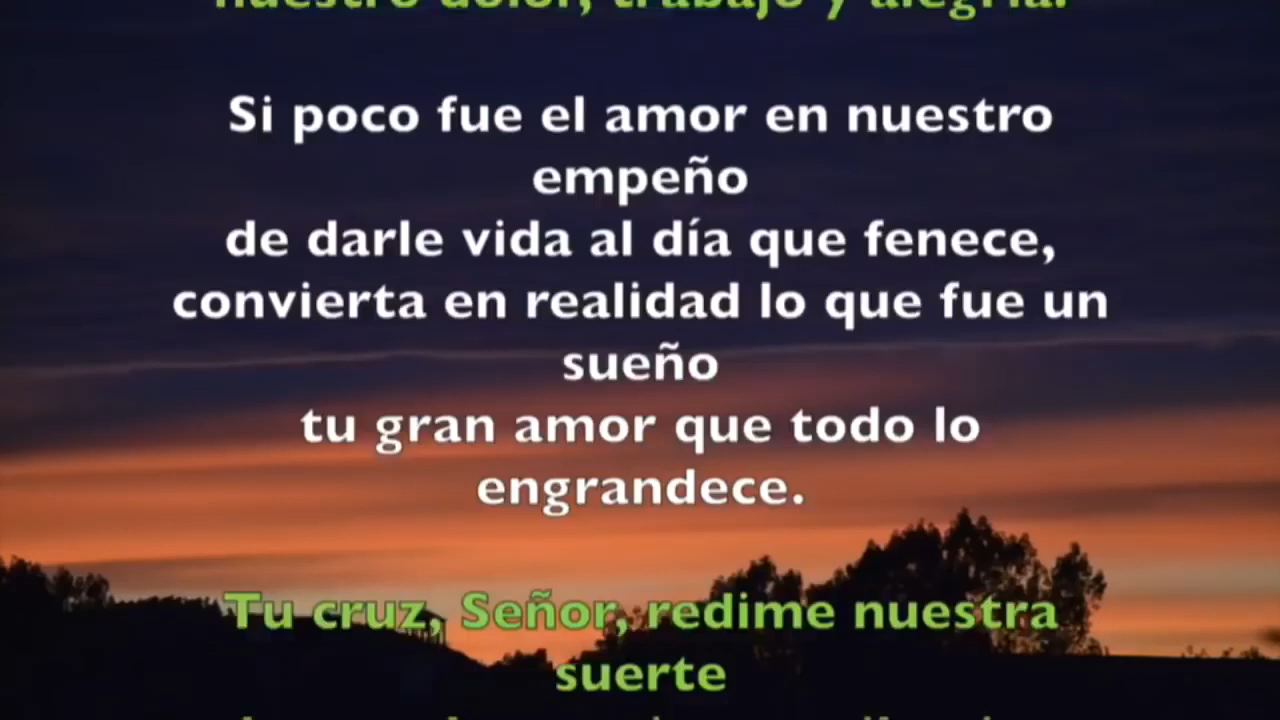 nuestro dolor, trabajo y alegría.
Si poco fue el amor en nuestro
empeño
de darle vida al día que fenece,
convierta en realidad lo que fue un
sueño
tu gran amor que todo lo
engrandece.
Tu cruz, Señor, redime nuestra
suerte